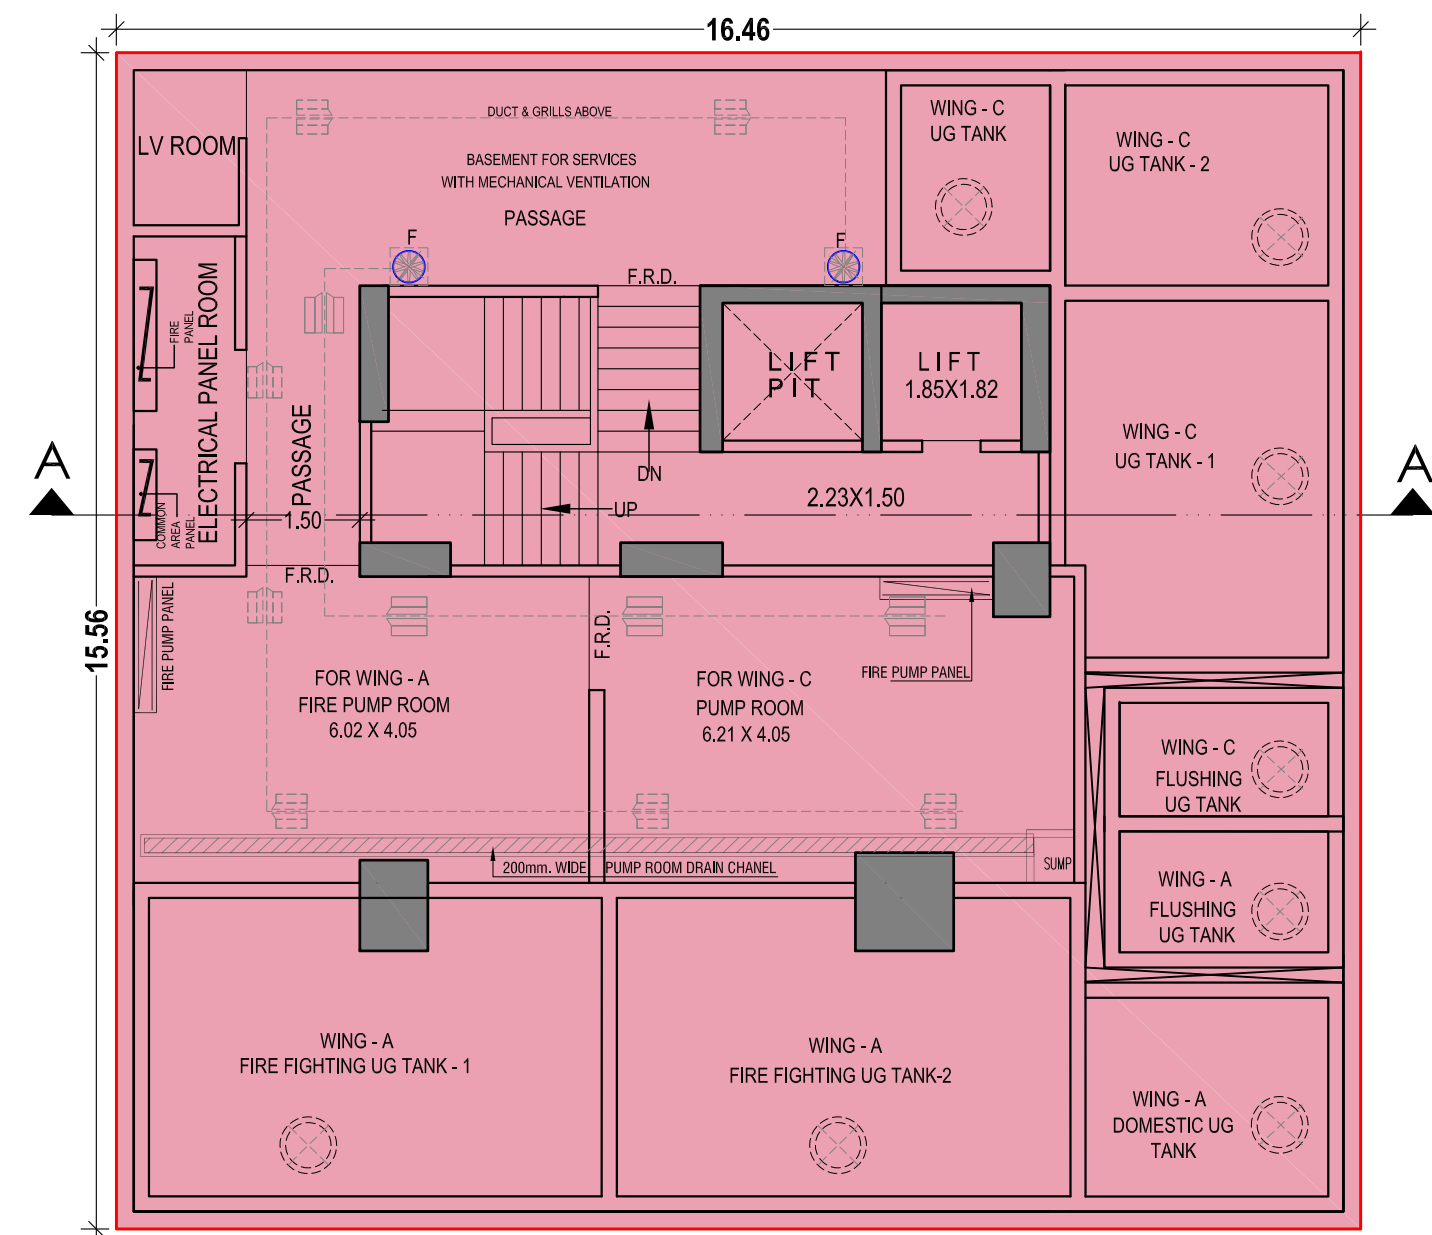 16.46
DUCT & GRILLS ABOVE
WING - C
UG TANK
LV ROOM
WING - C
UG TANK - 2
BASEMENT FOR SERVICES
WITH MECHANICAL VENTILATION
PASSAGE
F
F
F.R.D.
FIRE
PANEL
ELECTRICAL PANEL ROOM
LIFT
PIT
LIFT
1.85X1.82
PASSAGE
WING - C
UG TANK - 1
A
A
DN
UP
2.23X1.50
COMMON
AREA
PANEL
1.50
F.R.D.
15.56
FIRE PUMP PANEL
F.R.D.
FOR WING - A
FIRE PUMP ROOM
6.02 X 4.05
FOR WING - C
PUMP ROOM
6.21 X 4.05
FIRE PUMP PANEL
WING - C
FLUSHING
UG TANK
200mm. WIDE PUMP ROOM DRAIN CHANEL
SUMP
WING - A
FLUSHING
UG TANK
WING - A
FIRE FIGHTING UG TANK - 1
WING - A
FIRE FIGHTING UG TANK-2
WING - A
DOMESTIC UG
TANK